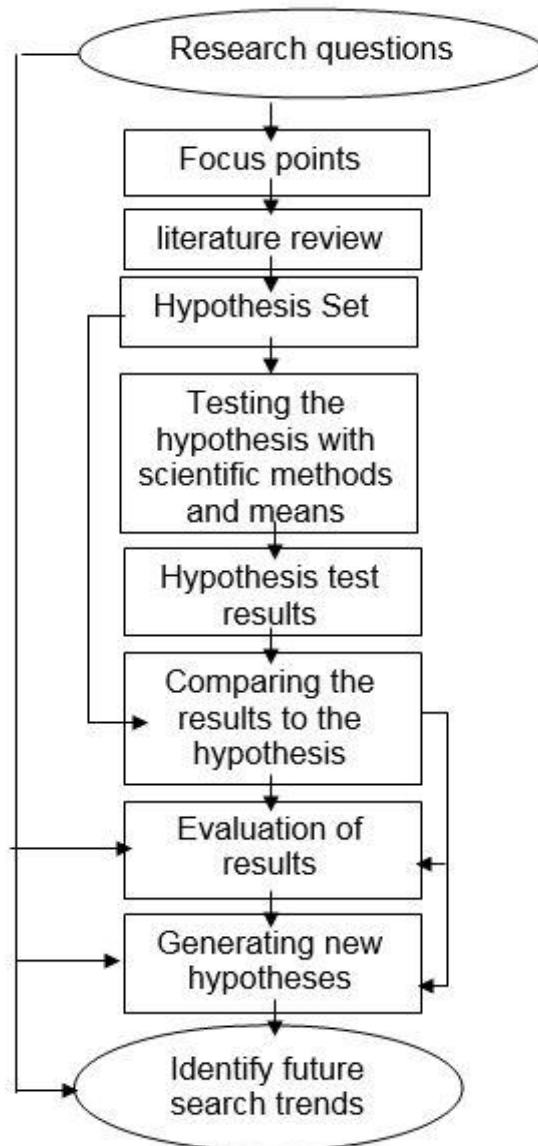 Research questions
Focus points
literature review
Hypothesis Set
Testing the
hypothesis with
scientific methods
and means
Hypothesis test
results
Comparing the
results to the
hypothesis
Evaluation of
results
Generating new
hypotheses
Identify future
search trends